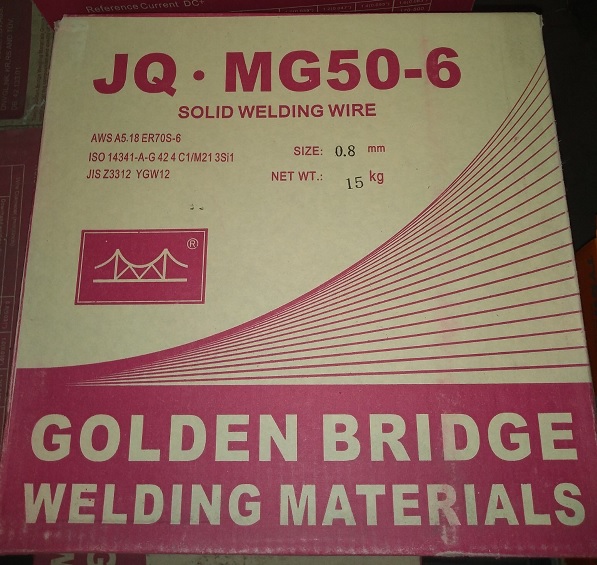 Reference Current DC+
JQ · MG50-6
SOLID WELDING WIRE
AWS A5.18 ER70S-6
ISO 14341-A-G 42 4 C1/M21 3Si1
JIS Z3312 YGW12
SIZE: 0.8 mm
NET WT.: 15 kg
®
GOLDEN BRIDGE
WELDING MATERIALS